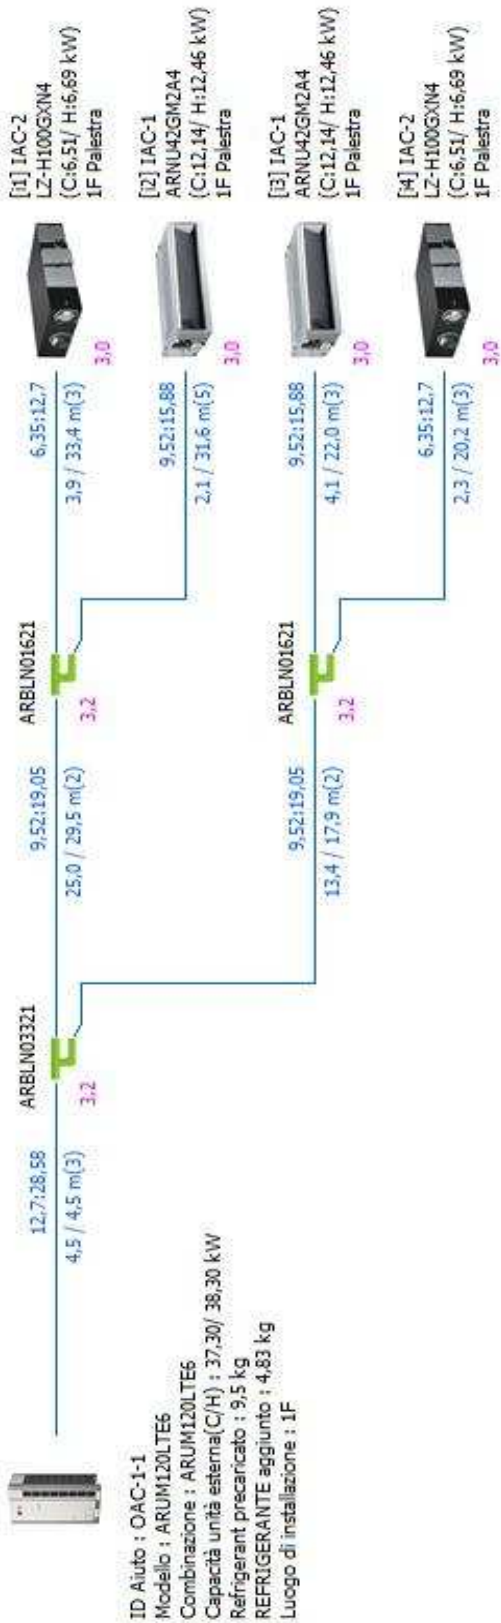 ID Aiuto : OAC-1-1
Modello : ARUM120LTE6
Combinazione : ARUM120LTE6
Capacità unità esterna(C/H) : 37,30/ 38,30 kW
Refrigerant precaricato : 9,5 kg
REFRIGERANTE aggiunto : 4,83 kg
Luogo di installazione : 1F
12,7:28,58
4,5 / 4,5 m(3)
ARBLN03321
3,2
9,52:19,05
25,0 / 29,5 m(2)
ARBLN01621
3,2
6,35:12,7
3,9 / 33,4 m(3)
3,0
[i1] IAC-2
LZ-H100GXN4
(C:6,51/ H:6,69 kW)
1F Palestra
9,52:15,88
2,1 / 31,6 m(5)
3,0
[i2] IAC-1
ARNU42GM2A4
(C:12,14/ H:12,46 kW)
1F Palestra
9,52:19,05
13,4 / 17,9 m(2)
ARBLN01621
3,2
9,52:15,88
4,1 / 22,0 m(3)
3,0
[i3] IAC-1
ARNU42GM2A4
(C:12,14/ H:12,46 kW)
1F Palestra
6,35:12,7
2,3 / 20,2 m(3)
3,0
[i4] IAC-2
LZ-H100GXN4
(C:6,51/ H:6,69 kW)
1F Palestra